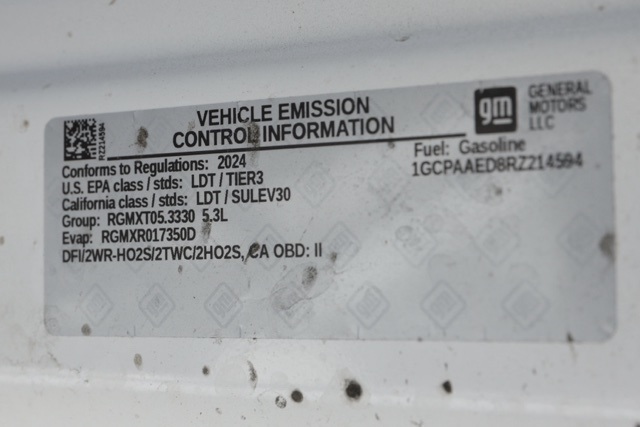 VEHICLE EMISSION
CONTROL INFORMATION
RZ214594
gm
GENERAL
MOTORS
LLC
Conforms to Regulations: 2024
U.S. EPA class / stds: LDT / TIER3
California class / stds: LDT / SULEV30
Group: RGMXT05.3330 5.3L
Evap: RGMXR017350D
DFI/2WR-HO2S/2TWC/2HO2S, CA OBD: II
Fuel: Gasoline
1GCPAAED8RZ214594